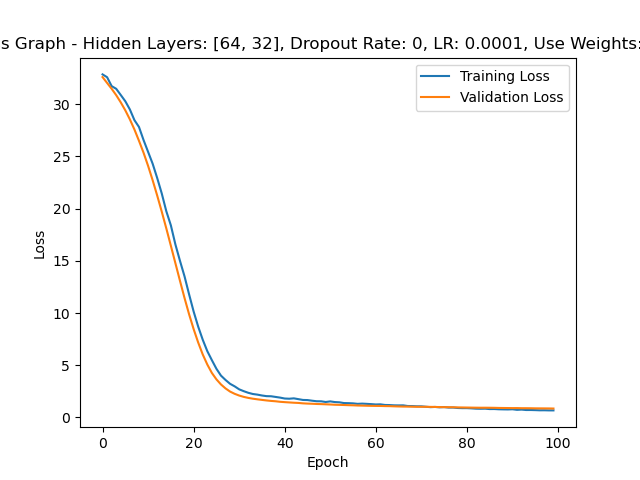 s Graph - Hidden Layers: [64, 32], Dropout Rate: 0, LR: 0.0001, Use Weights:
Training Loss
Validation Loss
30
25
20
15
10
5
0
Loss
0 20 40 60 80 100
Epoch